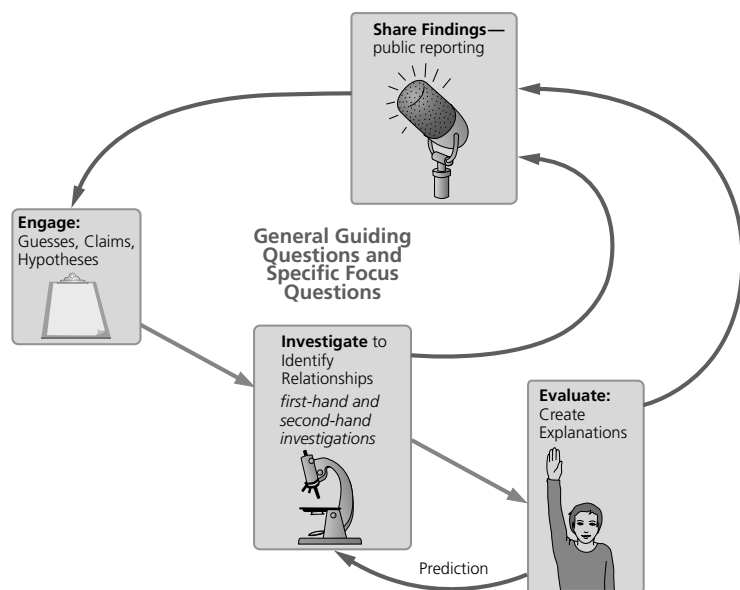 Share Findings—
public reporting
Engage:
Guesses, Claims,
Hypotheses
General Guiding
Questions and
Specific Focus
Questions
Investigate to
Identify
Relationships
first-hand and
second-hand
investigations
Evaluate:
Create
Explanations
Prediction